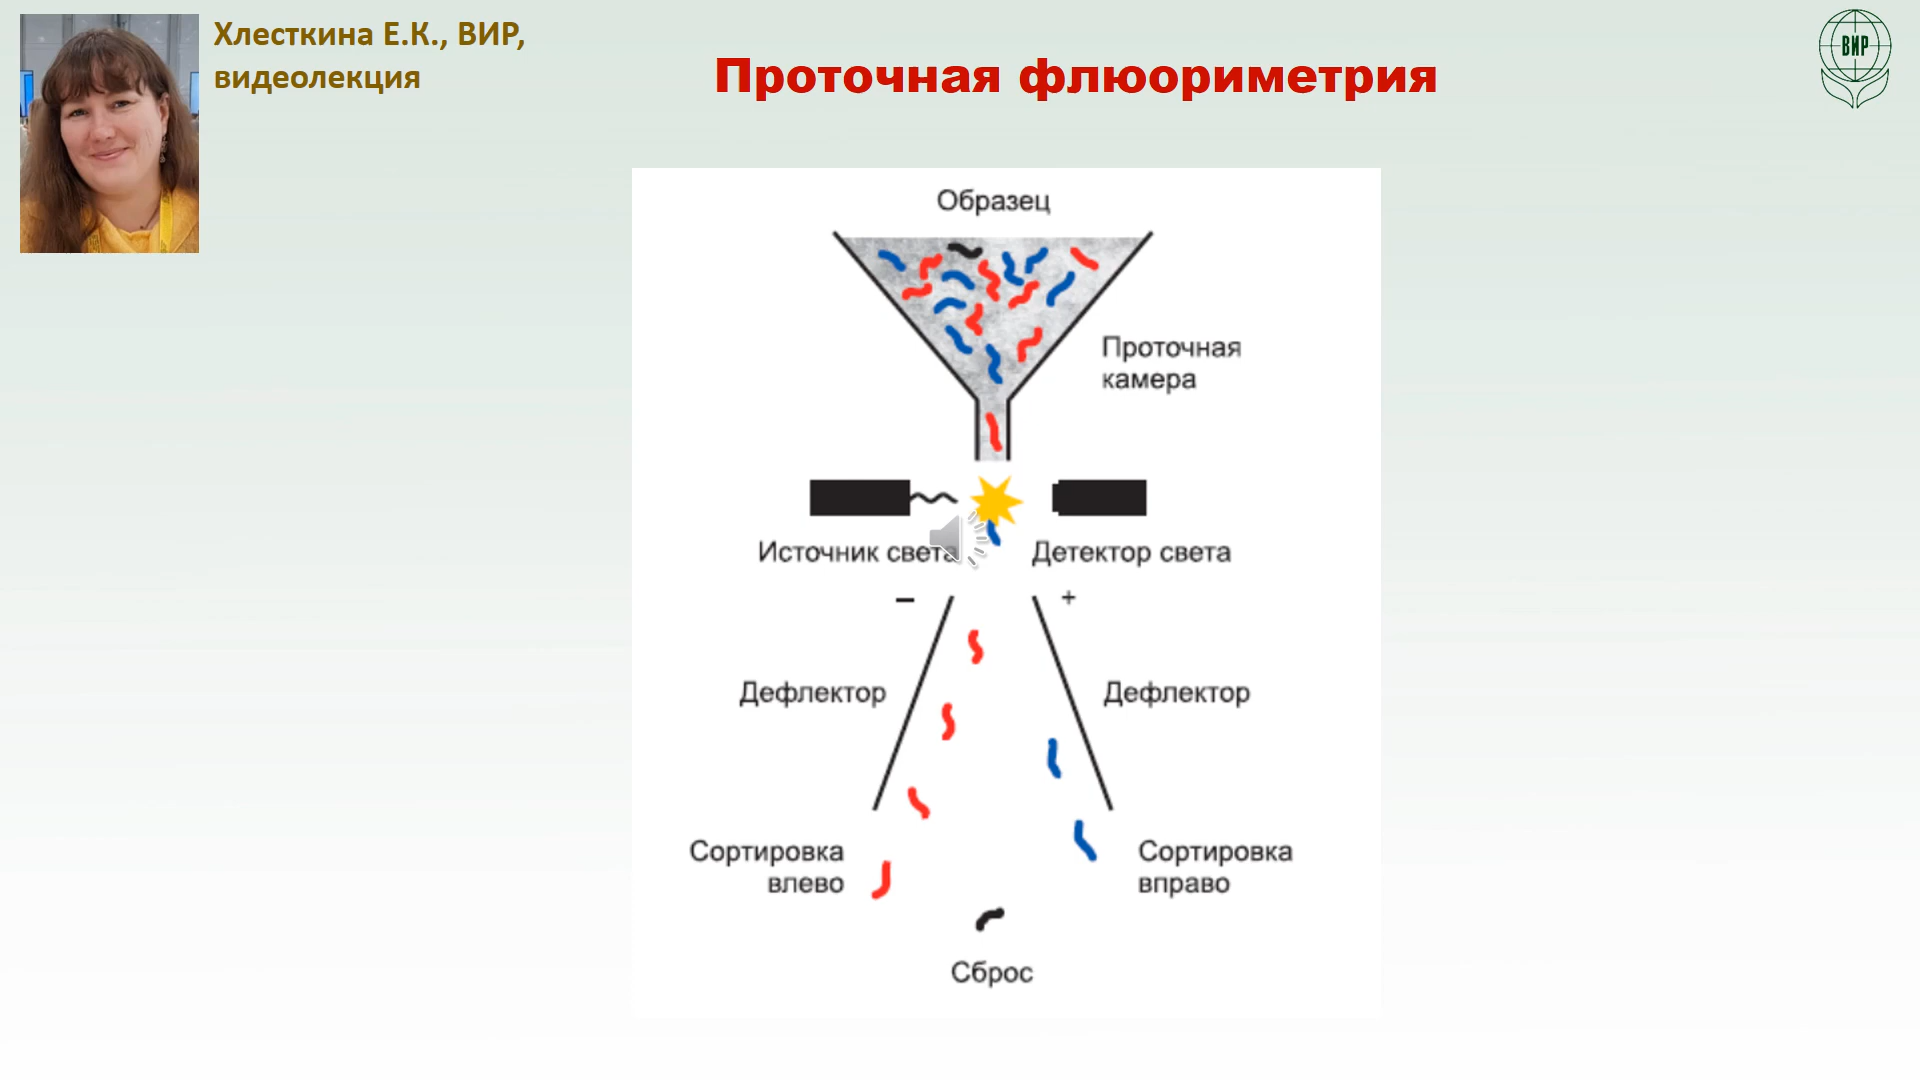 Хлесткина Е.К., ВИР,
видеолекция
Проточная флюориметрия
ВИР
Образец
Проточная
камера
Источник света
Детектор света
– +
Дефлектор
Дефлектор
Сортировка
влево
Сортировка
вправо
Сброс